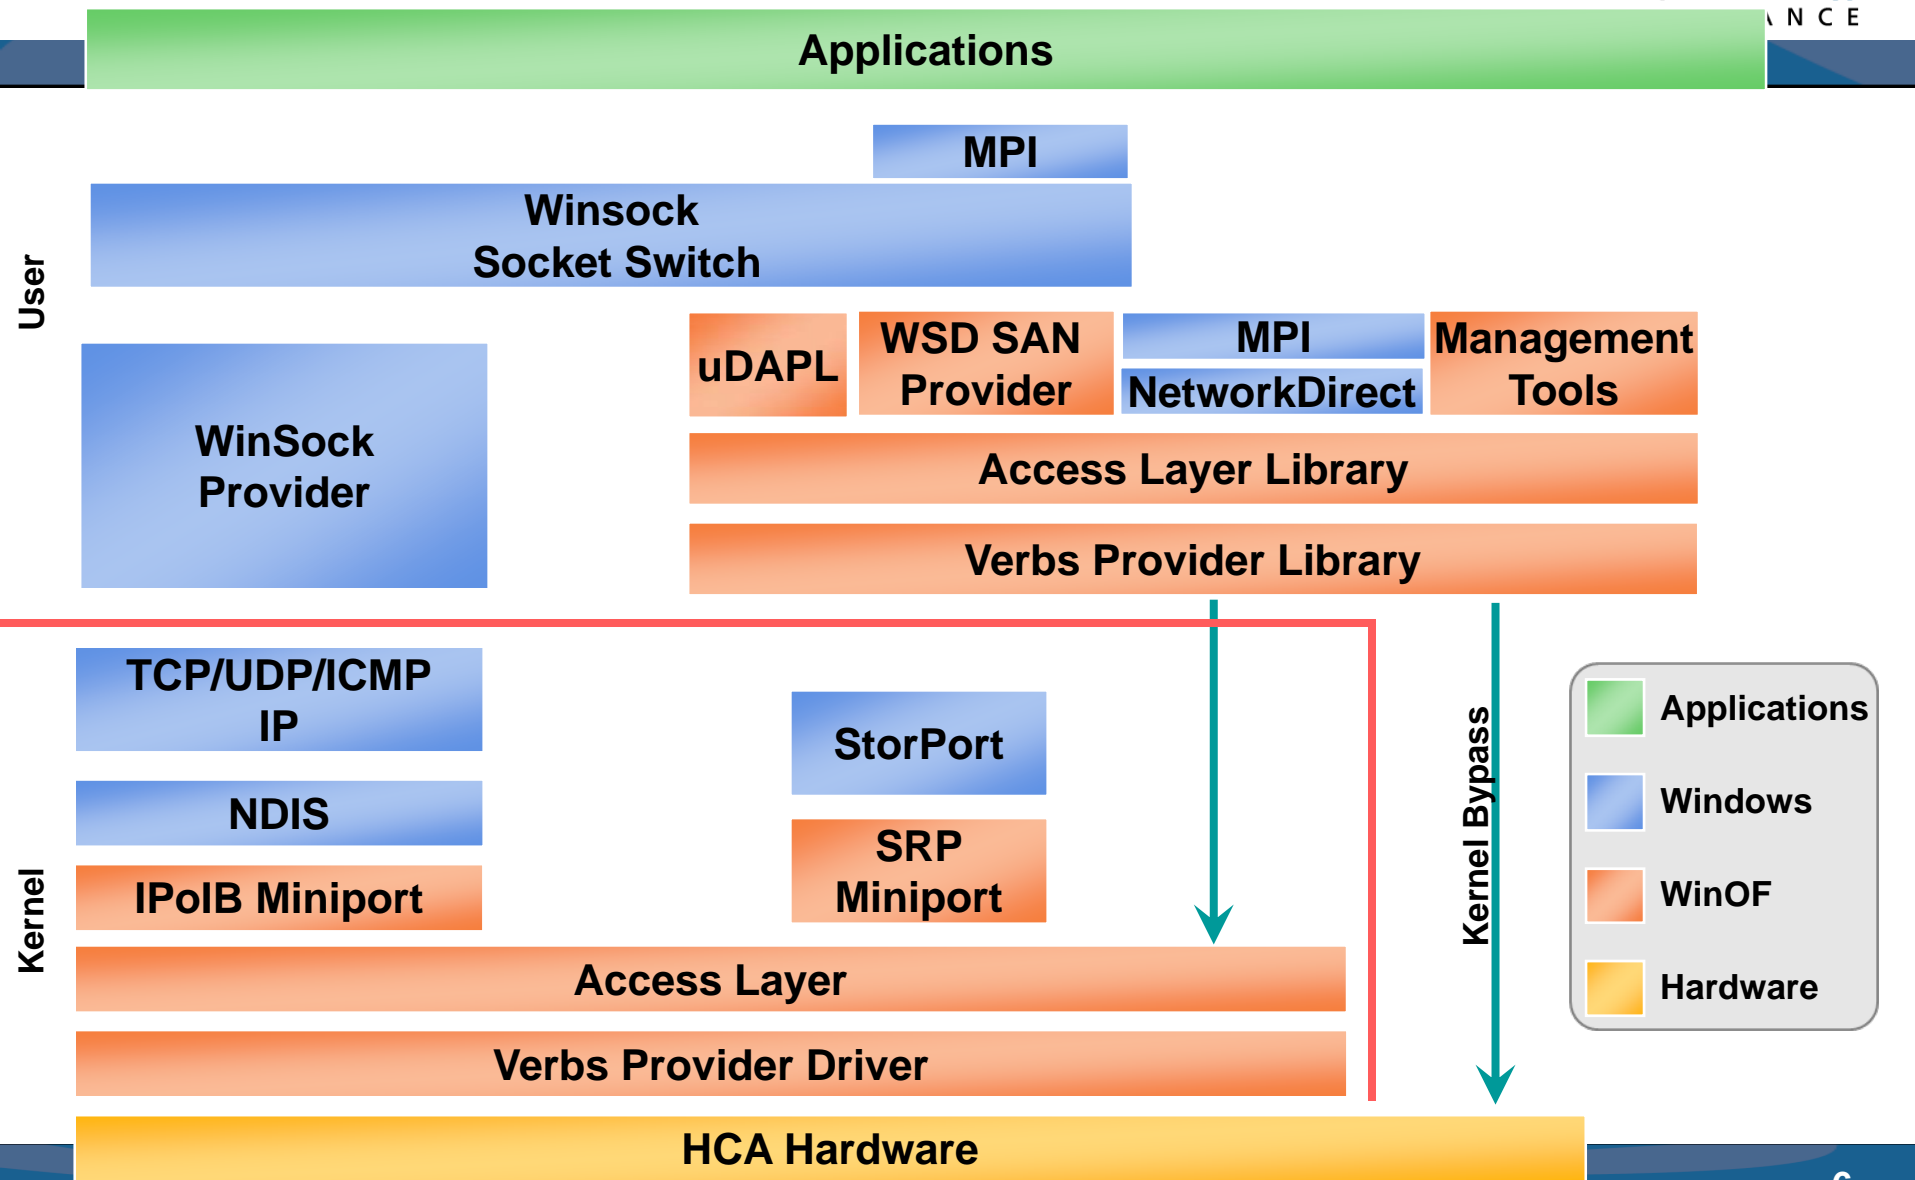 NCE
Applications
MPI
Winsock
Socket Switch
User
uDAPL
WSD SAN
Provider
MPI
NetworkDirect
Management
Tools
WinSock
Provider
Access Layer Library
Verbs Provider Library
TCP/UDP/ICMP
IP
StorPort
NDIS
SRP
Miniport
IPoIB Miniport
Kernel
Kernel Bypass
Access Layer
Verbs Provider Driver
HCA Hardware
Applications
Windows
WinOF
Hardware